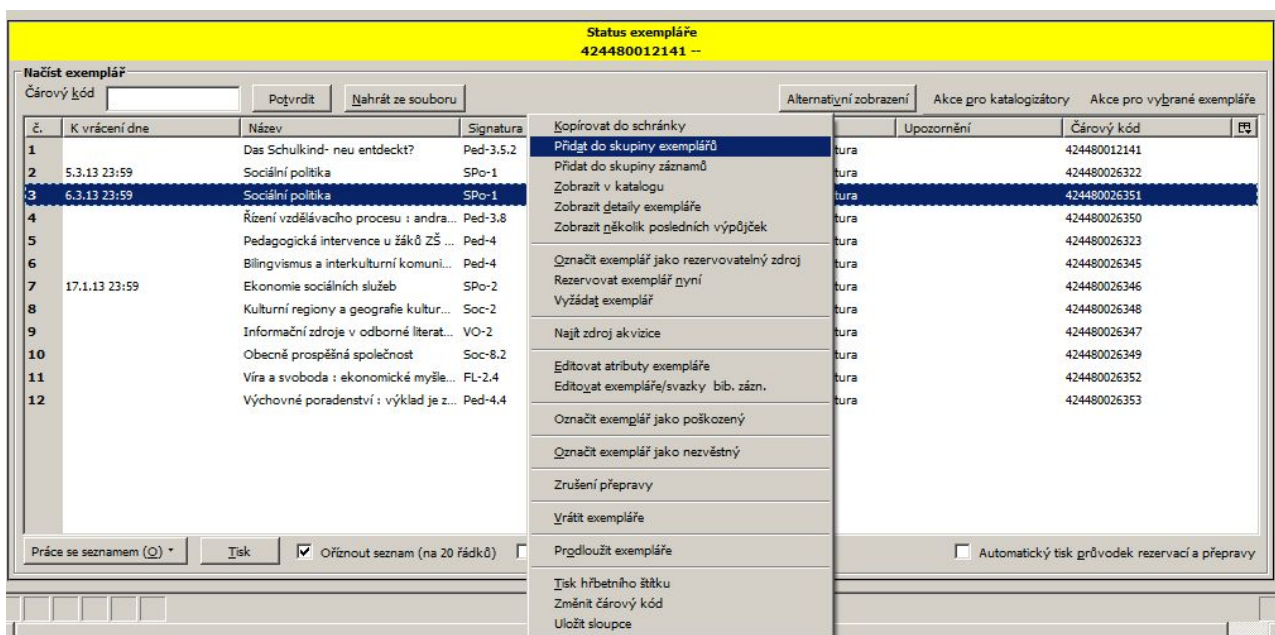 Status exempláře
424480012141 --
Načíst exemplář
Čárový kód Potvrdit Nahrát ze souboru Alternativní zobrazení Akce pro katalogizátory Akce pro vybrané exempláře
č. K vrácení dne Název Signatura Upozornění Čárový kód
1 Das Schulkind- neu entdeckt? Ped-3.5.2 tura 424480012141
2 5.3.13 23:59 Sociální politika SPo-1 tura 424480026322
3 6.3.13 23:59 Sociální politika SPo-1 tura 424480026351
4 Řízení vzdělávacího procesu : andra... Ped-3.8 tura 424480026350
5 Pedagogická intervence u žáků ZŠ ... Ped-4 tura 424480026323
6 Bilingvismus a interkulturní komuni... Ped-4 tura 424480026345
7 17.1.13 23:59 Ekonomie sociálních služeb SPo-2 tura 424480026346
8 Kulturní regiony a geografie kultur... Soc-2 tura 424480026348
9 Informační zdroje v odborné literat... VO-2 tura 424480026347
10 Obecně prospěšná společnost Soc-8.2 tura 424480026349
11 Víra a svoboda : ekonomické myšle... FL-2.4 tura 424480026352
12 Výchovné poradenství : výklad je z... Ped-4.4 tura 424480026353
Kopírovat do schránky
Přidat do skupiny exemplářů
Přidat do skupiny záznamů
Zobrazit v katalogu
Zobrazit detaily exempláře
Zobrazit několik posledních výpůjček
Označit exemplář jako rezervovatelný zdroj
Rezervovat exemplář nyní
Vyžádat exemplář
Najít zdroj akvizice
Editovat atributy exempláře
Editovat exempláře/svazky bib. zázn.
Označit exemplář jako poškozený
Označit exemplář jako nezvěstný
Zrušení přepravy
Vrátit exempláře
Prodloužit exempláře
Tisk hřbetního štítku
Změnit čárový kód
Uložit sloupce
Práce se seznamem (O) Tisk Oříznout seznam (na 20 řádků) Automatický tisk průvodek rezervací a přepravy